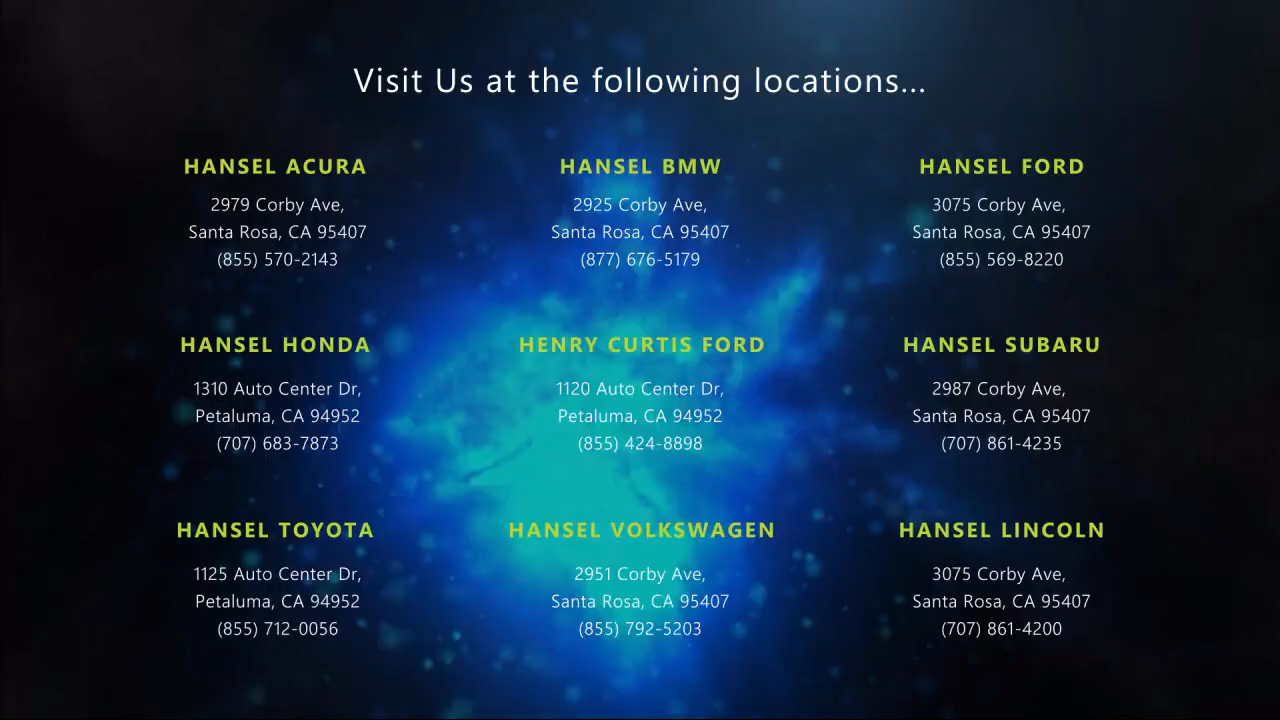 Visit Us at the following locations...
HANSEL ACURA
2979 Corby Ave,
Santa Rosa, CA 95407
(855) 570-2143
HANSEL BMW
2925 Corby Ave,
Santa Rosa, CA 95407
(877) 676-5179
HANSEL FORD
3075 Corby Ave,
Santa Rosa, CA 95407
(855) 569-8220
HANSEL HONDA
1310 Auto Center Dr,
Petaluma, CA 94952
(707) 683-7873
HENRY CURTIS FORD
1120 Auto Center Dr,
Petaluma, CA 94952
(855) 424-8898
HANSEL SUBARU
2987 Corby Ave,
Santa Rosa, CA 95407
(707) 861-4235
HANSEL TOYOTA
1125 Auto Center Dr,
Petaluma, CA 94952
(855) 712-0056
HANSEL VOLKSWAGEN
2951 Corby Ave,
Santa Rosa, CA 95407
(855) 792-5203
HANSEL LINCOLN
3075 Corby Ave,
Santa Rosa, CA 95407
(707) 861-4200